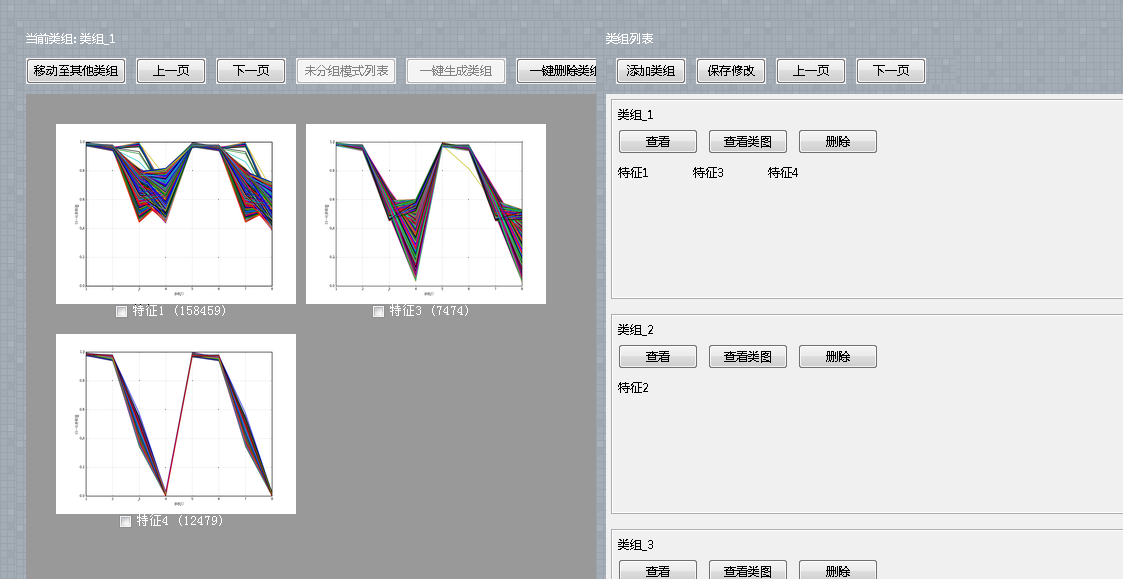 当前类组: 类组_1
移动至其他类组 上一页 下一页 未分组模式列表 一键生成类组 一键删除类组
特征1 (158459)
特征3 (7474)
特征4 (12479)
类组列表
添加类组 保存修改 上一页 下一页
类组_1
查看 查看类图 删除
特征1 特征3 特征4
类组_2
查看 查看类图 删除
特征2
类组_3
查看 查看类图 删除